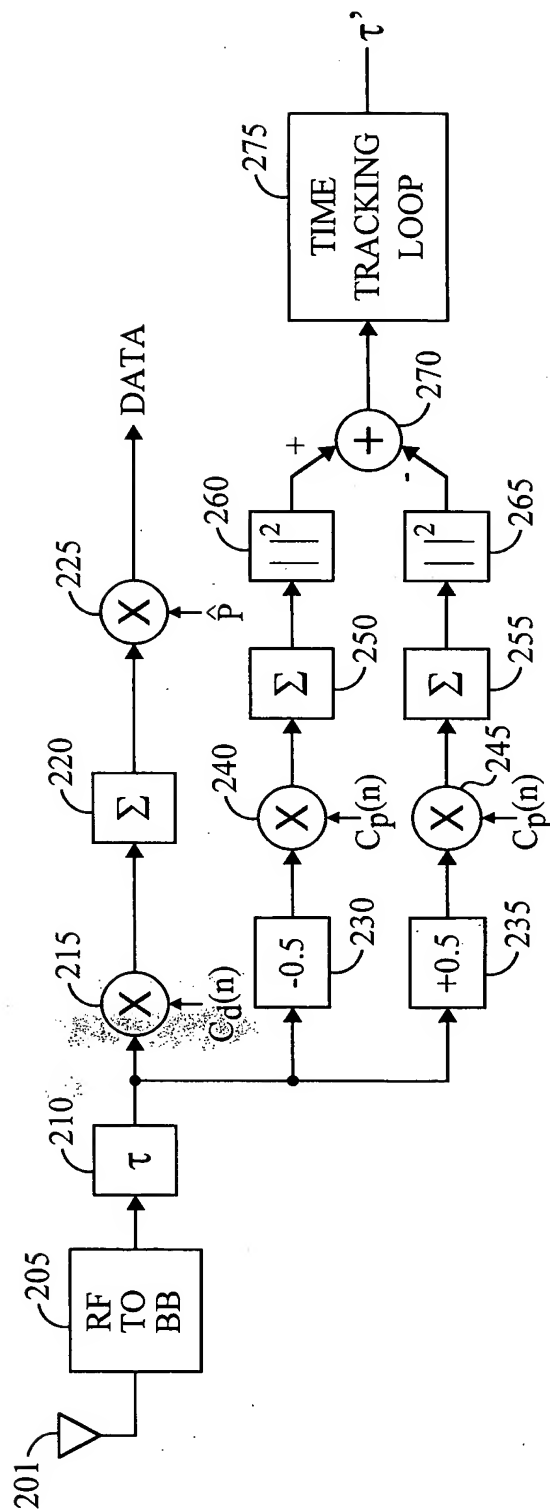 201
205
RF
TO
BB
210
τ
215
X
C_d(n)
220
Σ
225
X
P̂
DATA
230
-0.5
240
X
C_p(n)
250
Σ
260
| |²
+
235
+0.5
245
X
C_p(n)
255
Σ
265
| |²
-
270
+
275
TIME
TRACKING
LOOP
τ'